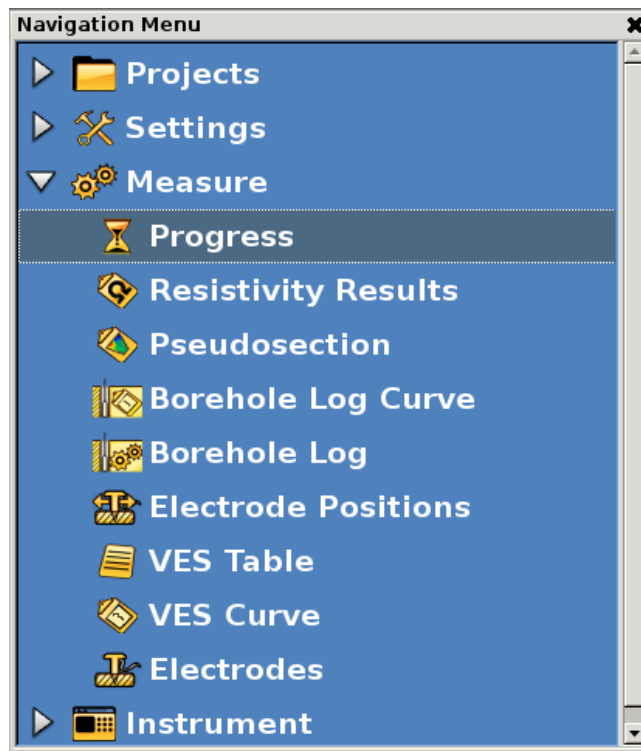 Navigation Menu
Projects
Settings
Measure
Progress
Resistivity Results
Pseudosection
Borehole Log Curve
Borehole Log
Electrode Positions
VES Table
VES Curve
Electrodes
Instrument